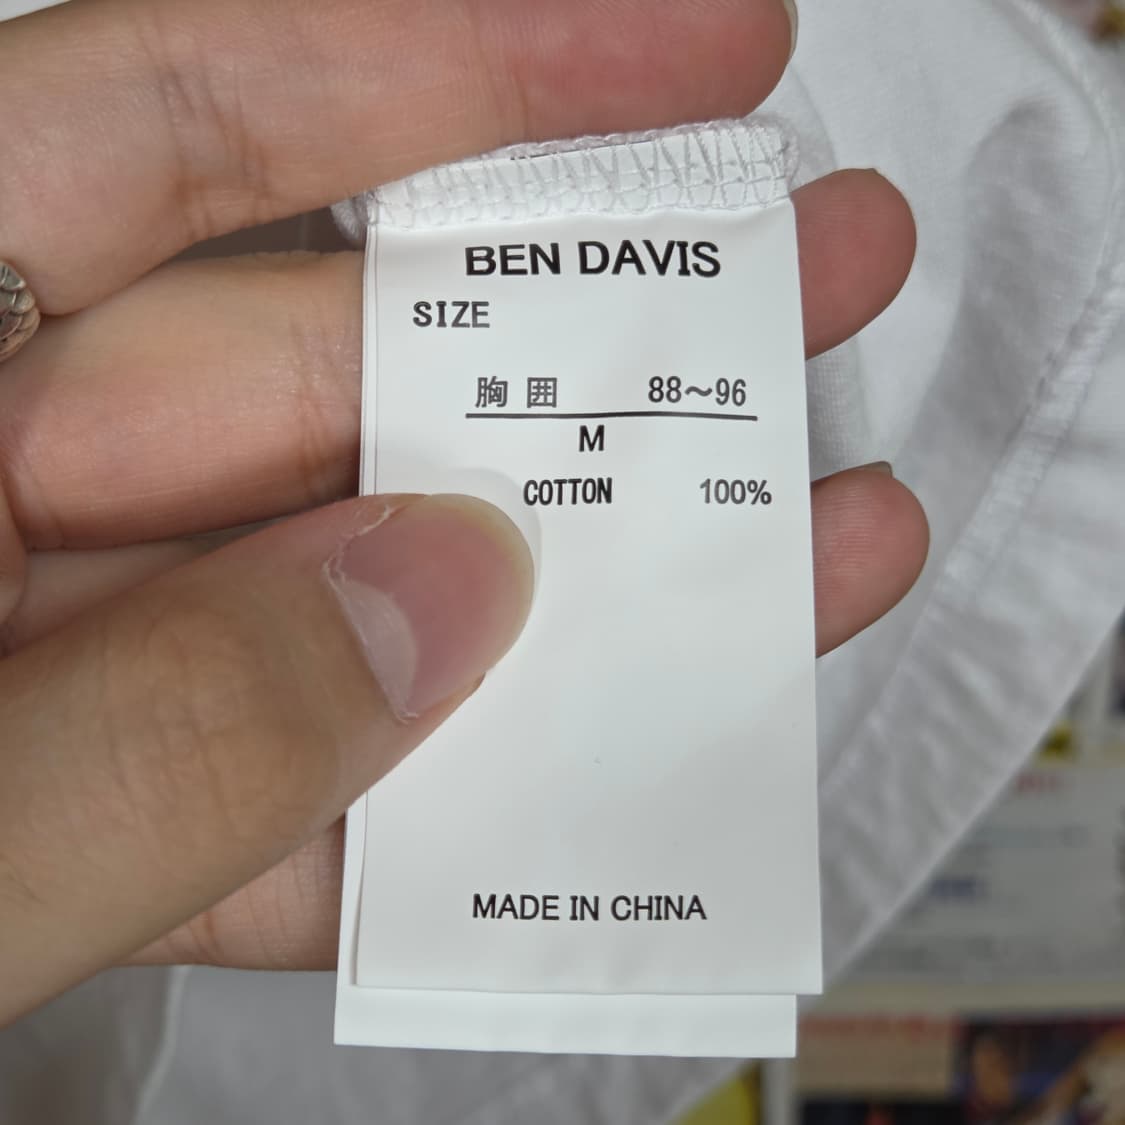 BEN DAVIS
SIZE
胸囲 88～96
M
COTTON 100%
MADE IN CHINA